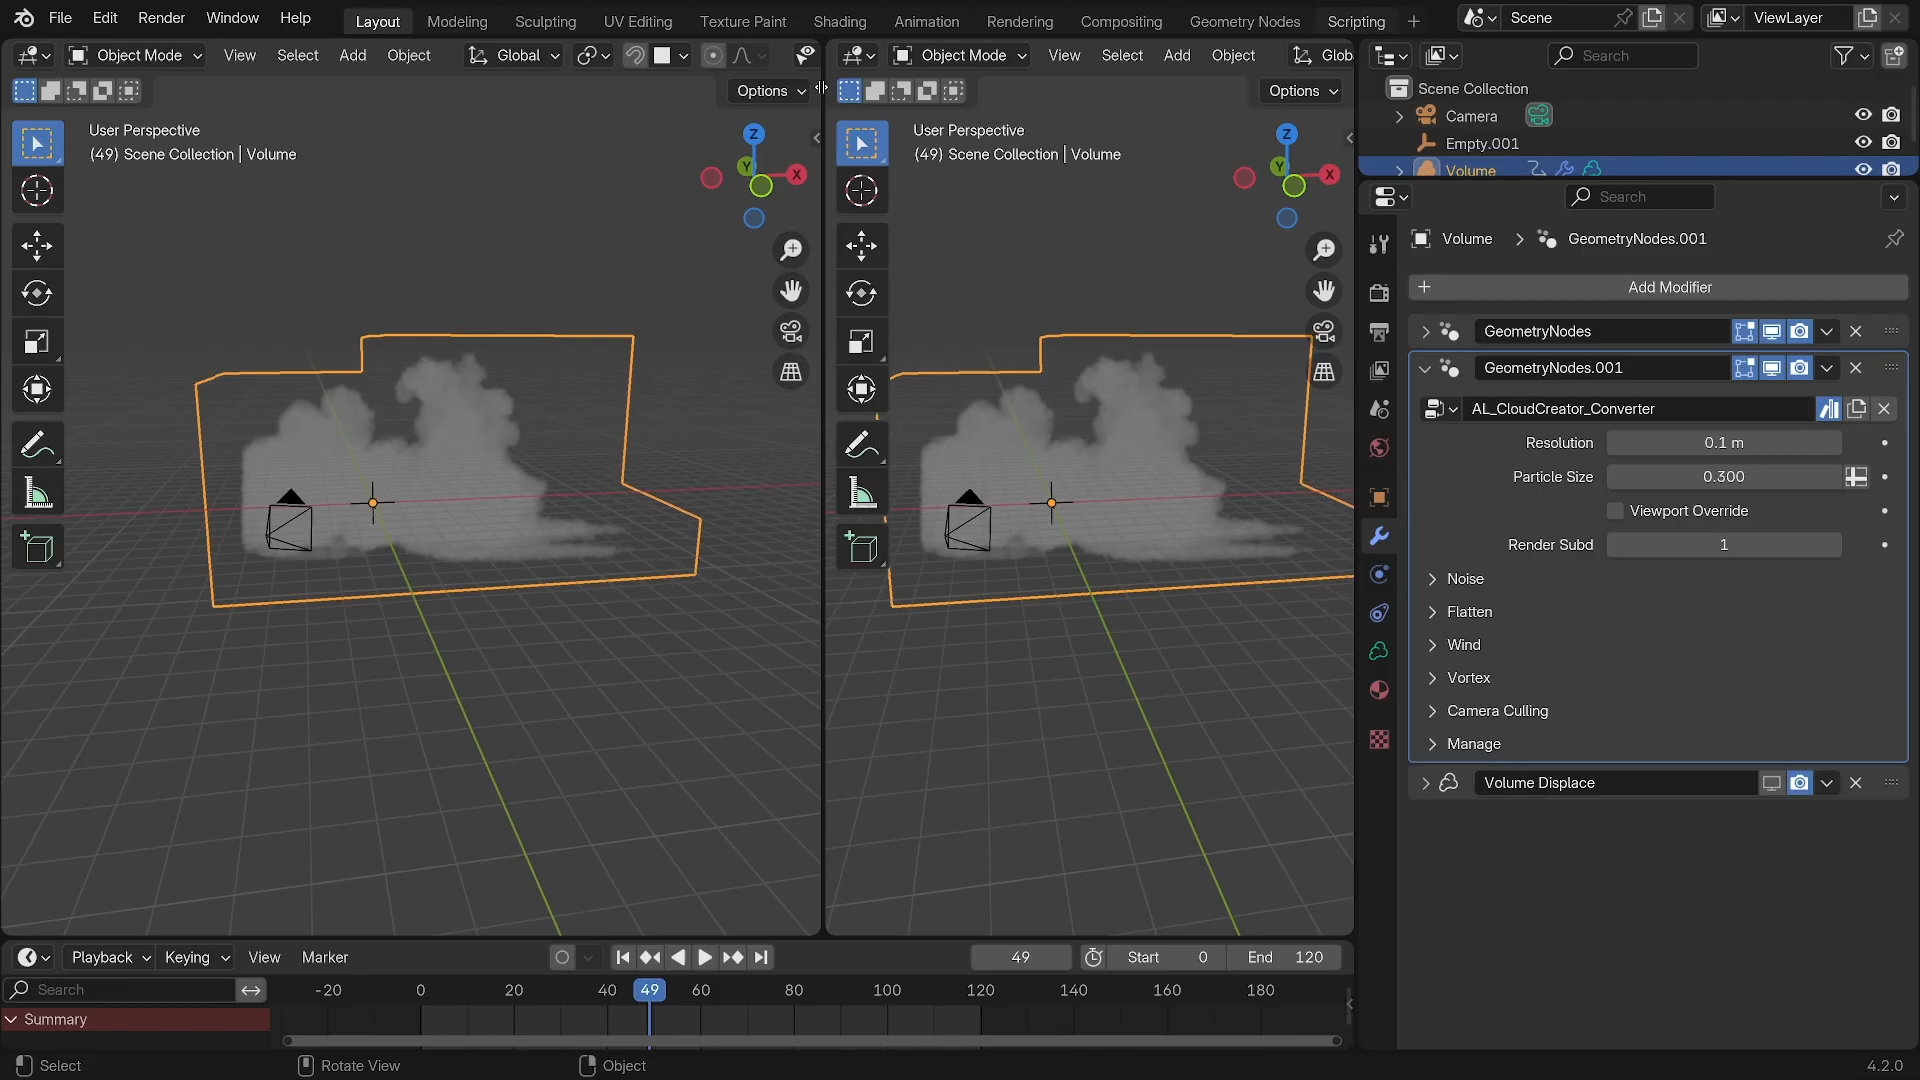 File Edit Render Window Help Layout Modeling Sculpting UV Editing Texture Paint Shading Animation Rendering Compositing Geometry Nodes Scripting Scene ViewLayer
Object Mode View Select Add Object Global Object Mode View Select Add Object Glob Search
Options Options
Scene Collection
Camera
Empty.001
Volume
User Perspective
(49) Scene Collection | Volume
Z
Y
X
User Perspective
(49) Scene Collection | Volume
Z
Y
X
Search
Volume GeometryNodes.001
Add Modifier
GeometryNodes
GeometryNodes.001
AL_CloudCreator_Converter
Resolution 0.1 m
Particle Size 0.300
Viewport Override
Render Subd 1
Noise
Flatten
Wind
Vortex
Camera Culling
Manage
Volume Displace
Playback Keying View Marker 49 Start 0 End 120
Search -20 0 20 40 49 60 80 100 120 140 160 180
Summary
Select Rotate View Object 4.2.0